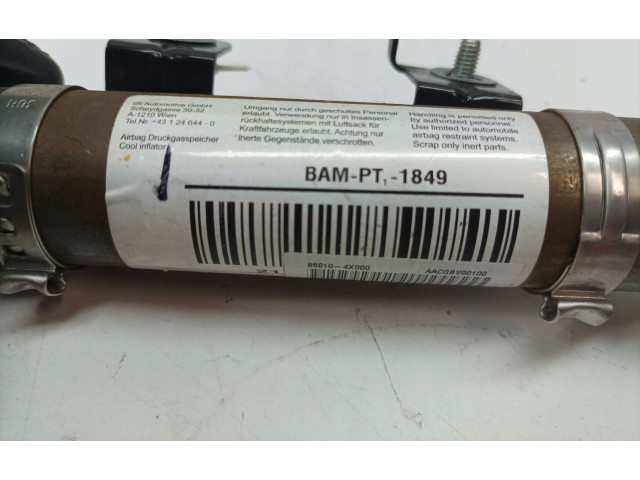 iSi Automotive GmbH
Scheydgasse 30-32
A-1210 Wien
Tel.Nr. +43 1 24 644 - 0
Airbag Druckgasspeicher
Cool inflator
Umgang nur durch geschultes Personal
erlaubt. Verwendung nur in Insassen-
rückhaltesystemen mit Luftsack für
Kraftfahrzeuge erlaubt. Achtung nur
Inerte Gegenstände verschrotten.
Handling is permitted only
by authorized personnel.
Use limited to automobile
airbag restraint systems.
Scrap only inert parts.
BAM-PT₁-1849
21
85010-4X000